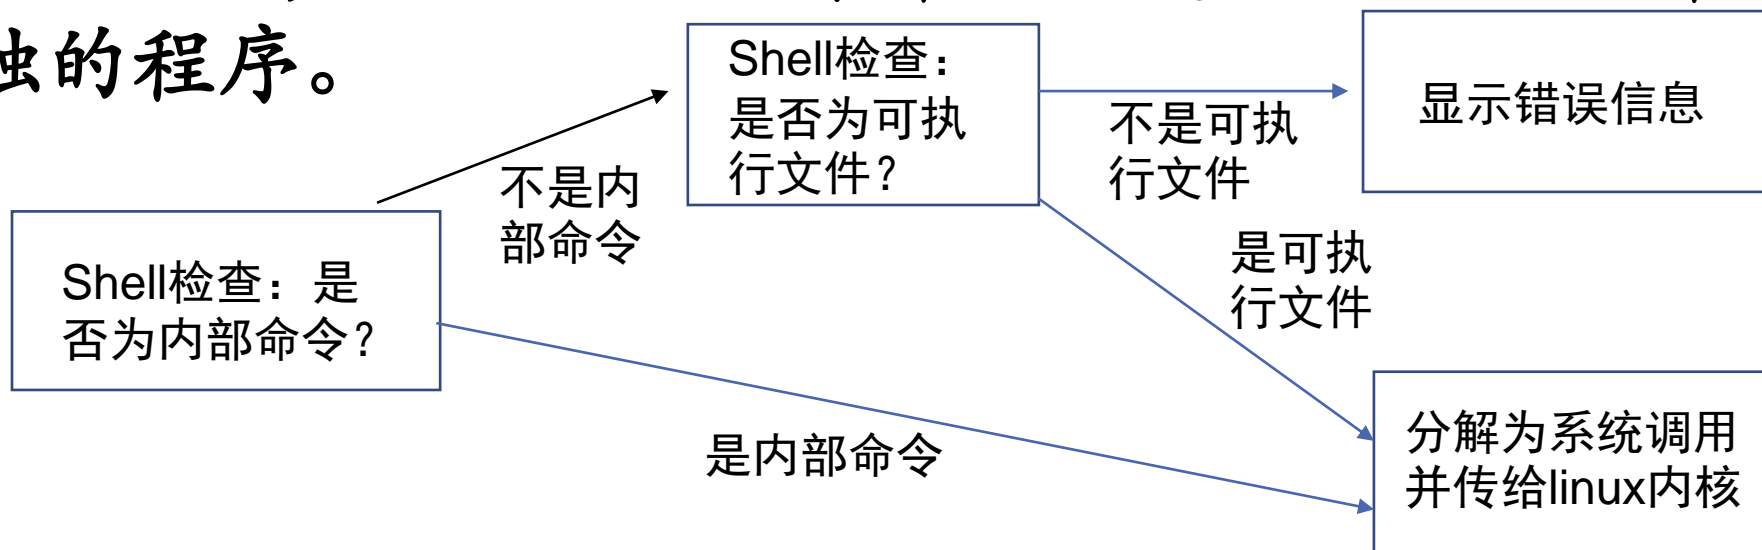 独的程序。
Shell检查：
是否为可执
行文件？
不是可执
行文件
显示错误信息
不是内
部命令
Shell检查：是
否为内部命令？
是可执
行文件
是内部命令
分解为系统调用
并传给linux内核